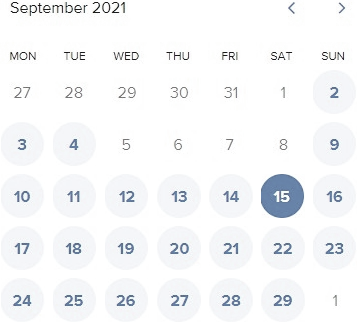 September 2021
MON TUE WED THU FRI SAT SUN
27 28 29 30 31 1 2
3 4 5 6 7 8 9
10 11 12 13 14 15 16
17 18 19 20 21 22 23
24 25 26 27 28 29 1